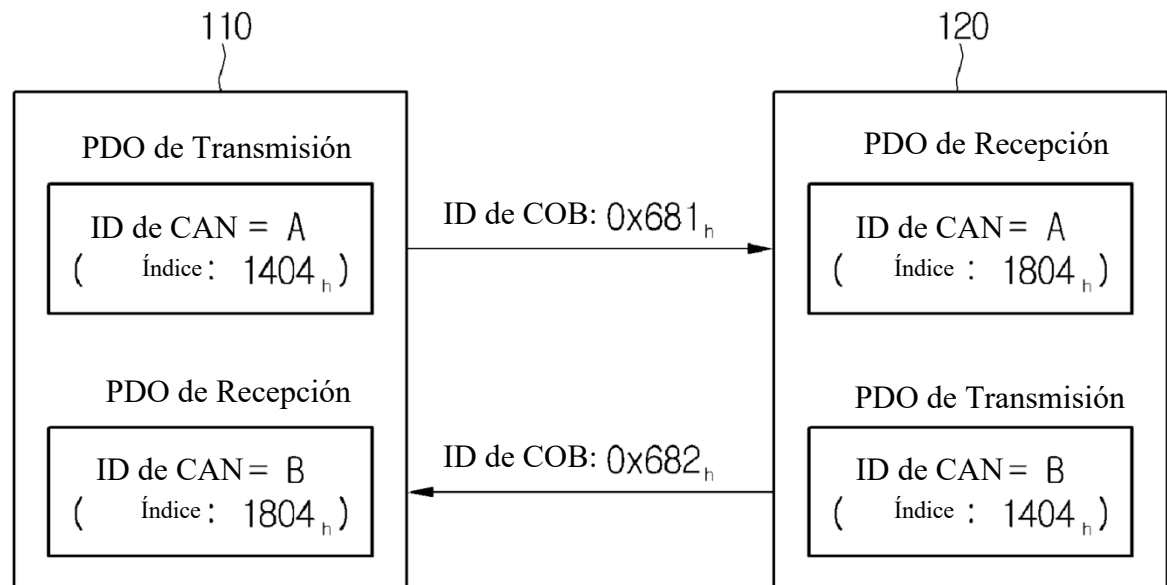 110
120
PDO de Transmisión
ID de CAN = A
( Índice : 1404h )
PDO de Recepción
ID de CAN = B
( Índice : 1804h )
ID de COB: 0x681h
ID de COB: 0x682h
PDO de Recepción
ID de CAN = A
( Índice : 1804h )
PDO de Transmisión
ID de CAN = B
( Índice : 1404h )